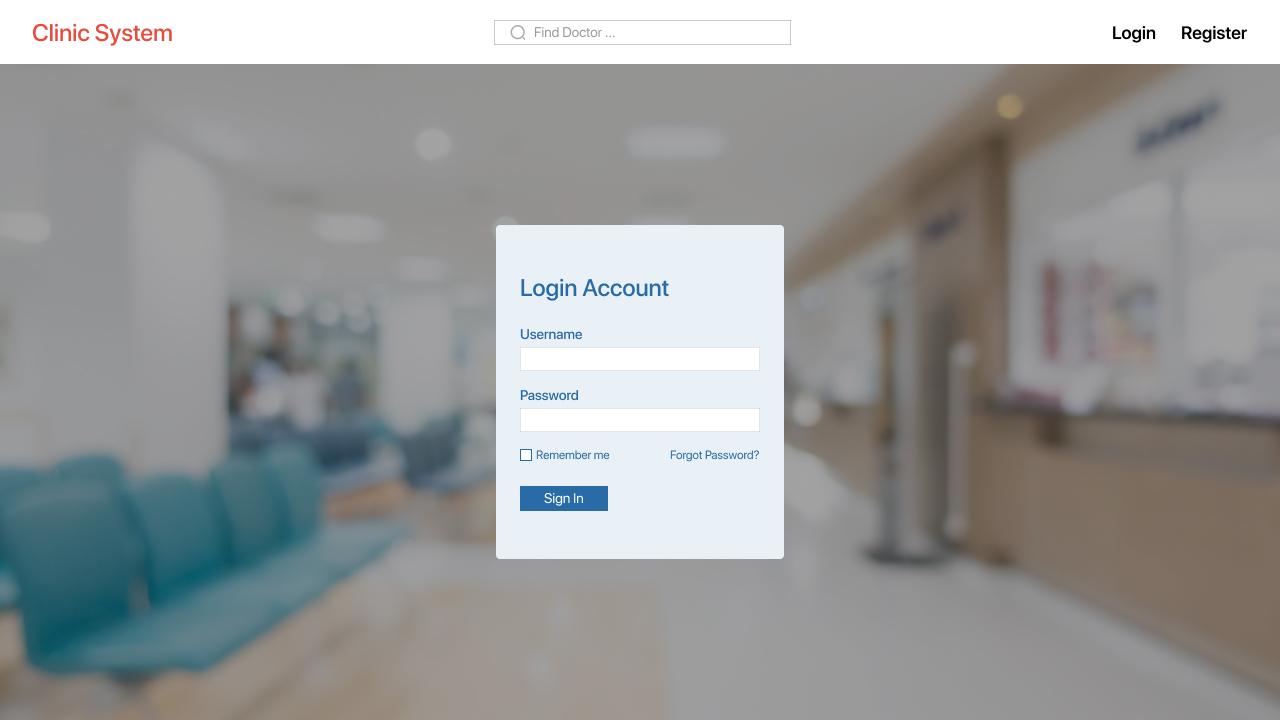 Clinic System
Find Doctor ...
Login
Register
Login Account
Username
Password
Remember me
Forgot Password?
Sign In